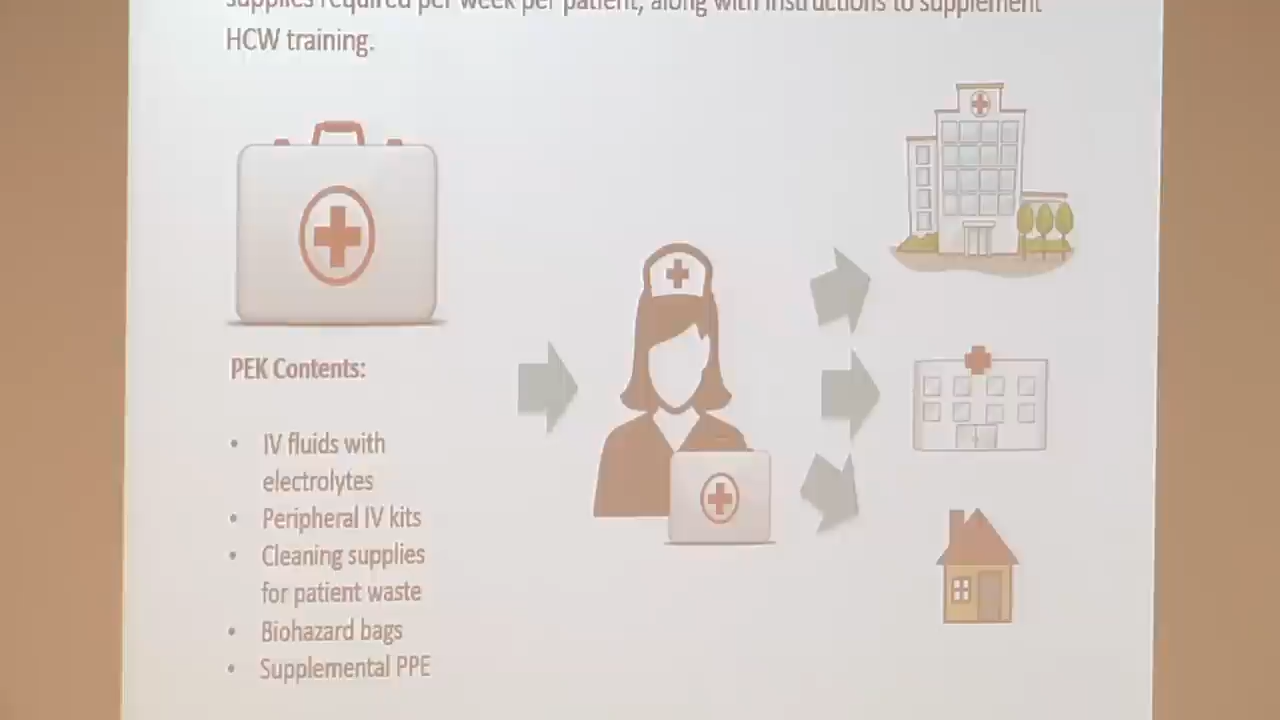 supplies required per week per patient, along with instructions to supplement
HCW training.
PEK Contents:
• IV fluids with
electrolytes
• Peripheral IV kits
• Cleaning supplies
for patient waste
• Biohazard bags
• Supplemental PPE